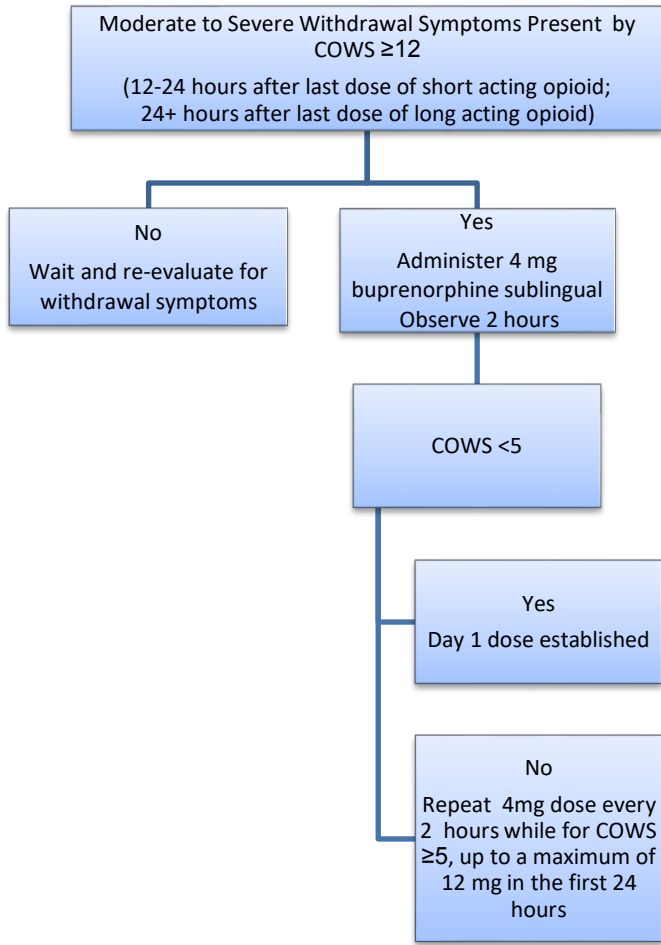 Moderate to Severe Withdrawal Symptoms Present by
COWS ≥12
(12-24 hours after last dose of short acting opioid;
24+ hours after last dose of long acting opioid)
No
Wait and re-evaluate for
withdrawal symptoms
Yes
Administer 4 mg
buprenorphine sublingual
Observe 2 hours
COWS <5
Yes
Day 1 dose established
No
Repeat 4mg dose every
2 hours while for COWS
≥5, up to a maximum of
12 mg in the first 24
hours